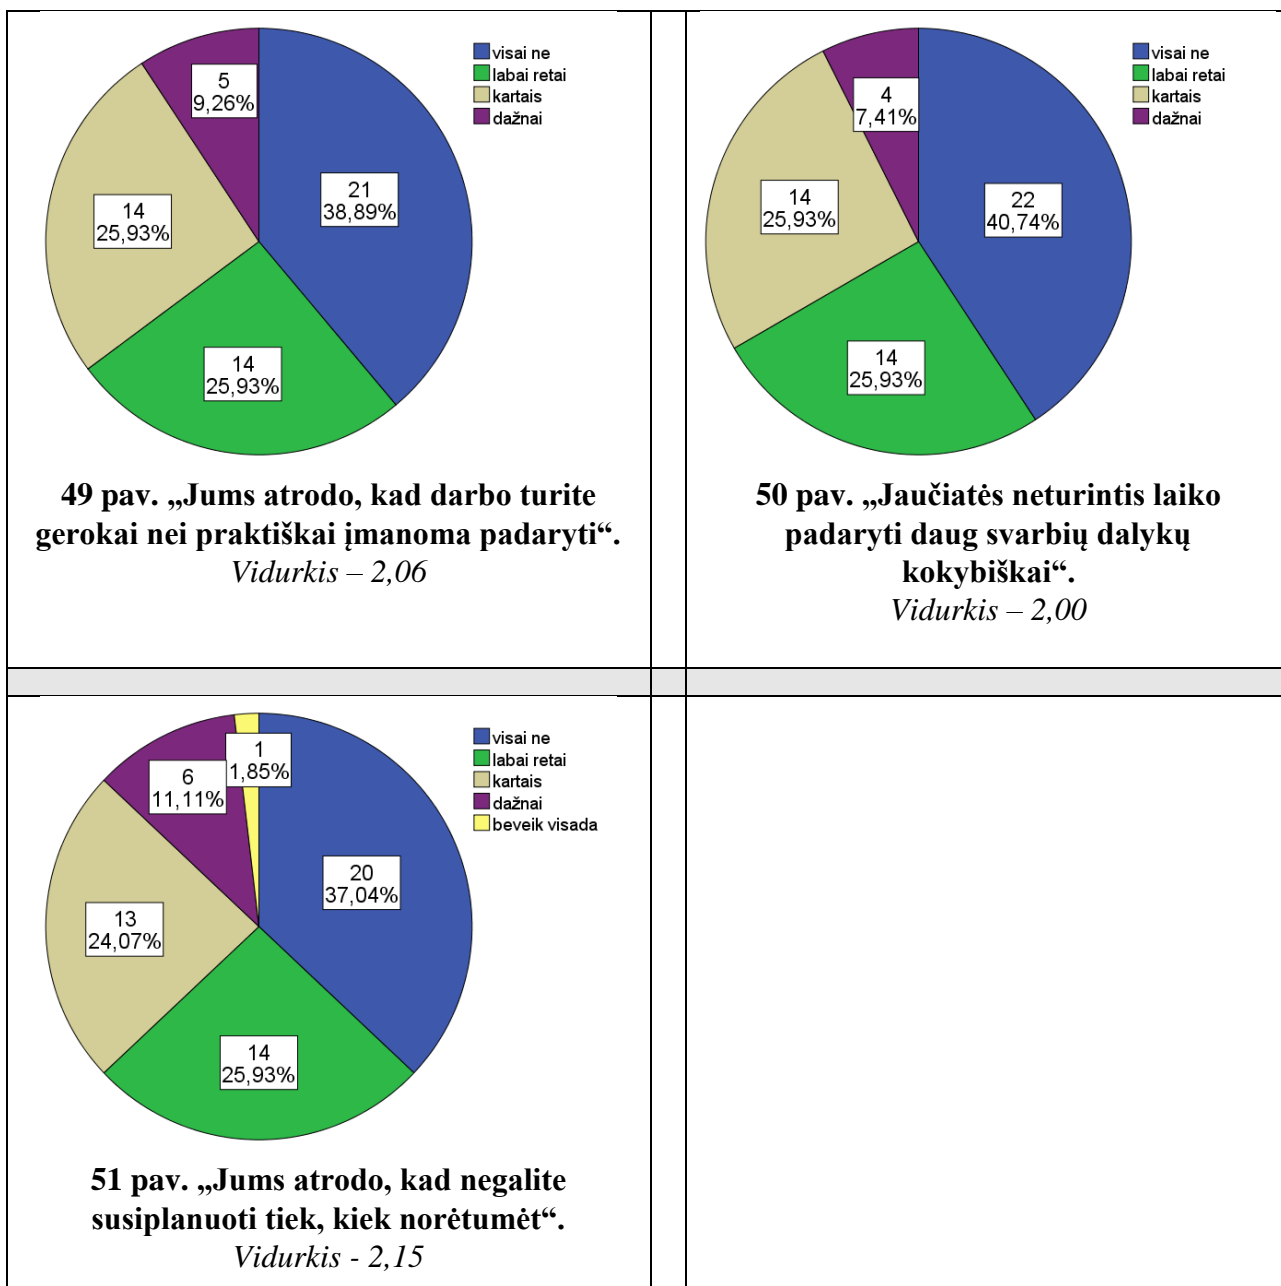 5
9,26%
21
38,89%
14
25,93%
14
25,93%
visai ne
labai retai
kartais
dažnai
49 pav. „Jums atrodo, kad darbo turite
gerokai nei praktiškai įmanoma padaryti“.
Vidurkis – 2,06
4
7,41%
22
40,74%
14
25,93%
14
25,93%
visai ne
labai retai
kartais
dažnai
50 pav. „Jaučiatės neturintis laiko
padaryti daug svarbių dalykų
kokybiškai“.
Vidurkis – 2,00
1
1,85%
6
11,11%
20
37,04%
13
24,07%
14
25,93%
visai ne
labai retai
kartais
dažnai
beveik visada
51 pav. „Jums atrodo, kad negalite
susiplanuoti tiek, kiek norėtumėt“.
Vidurkis - 2,15